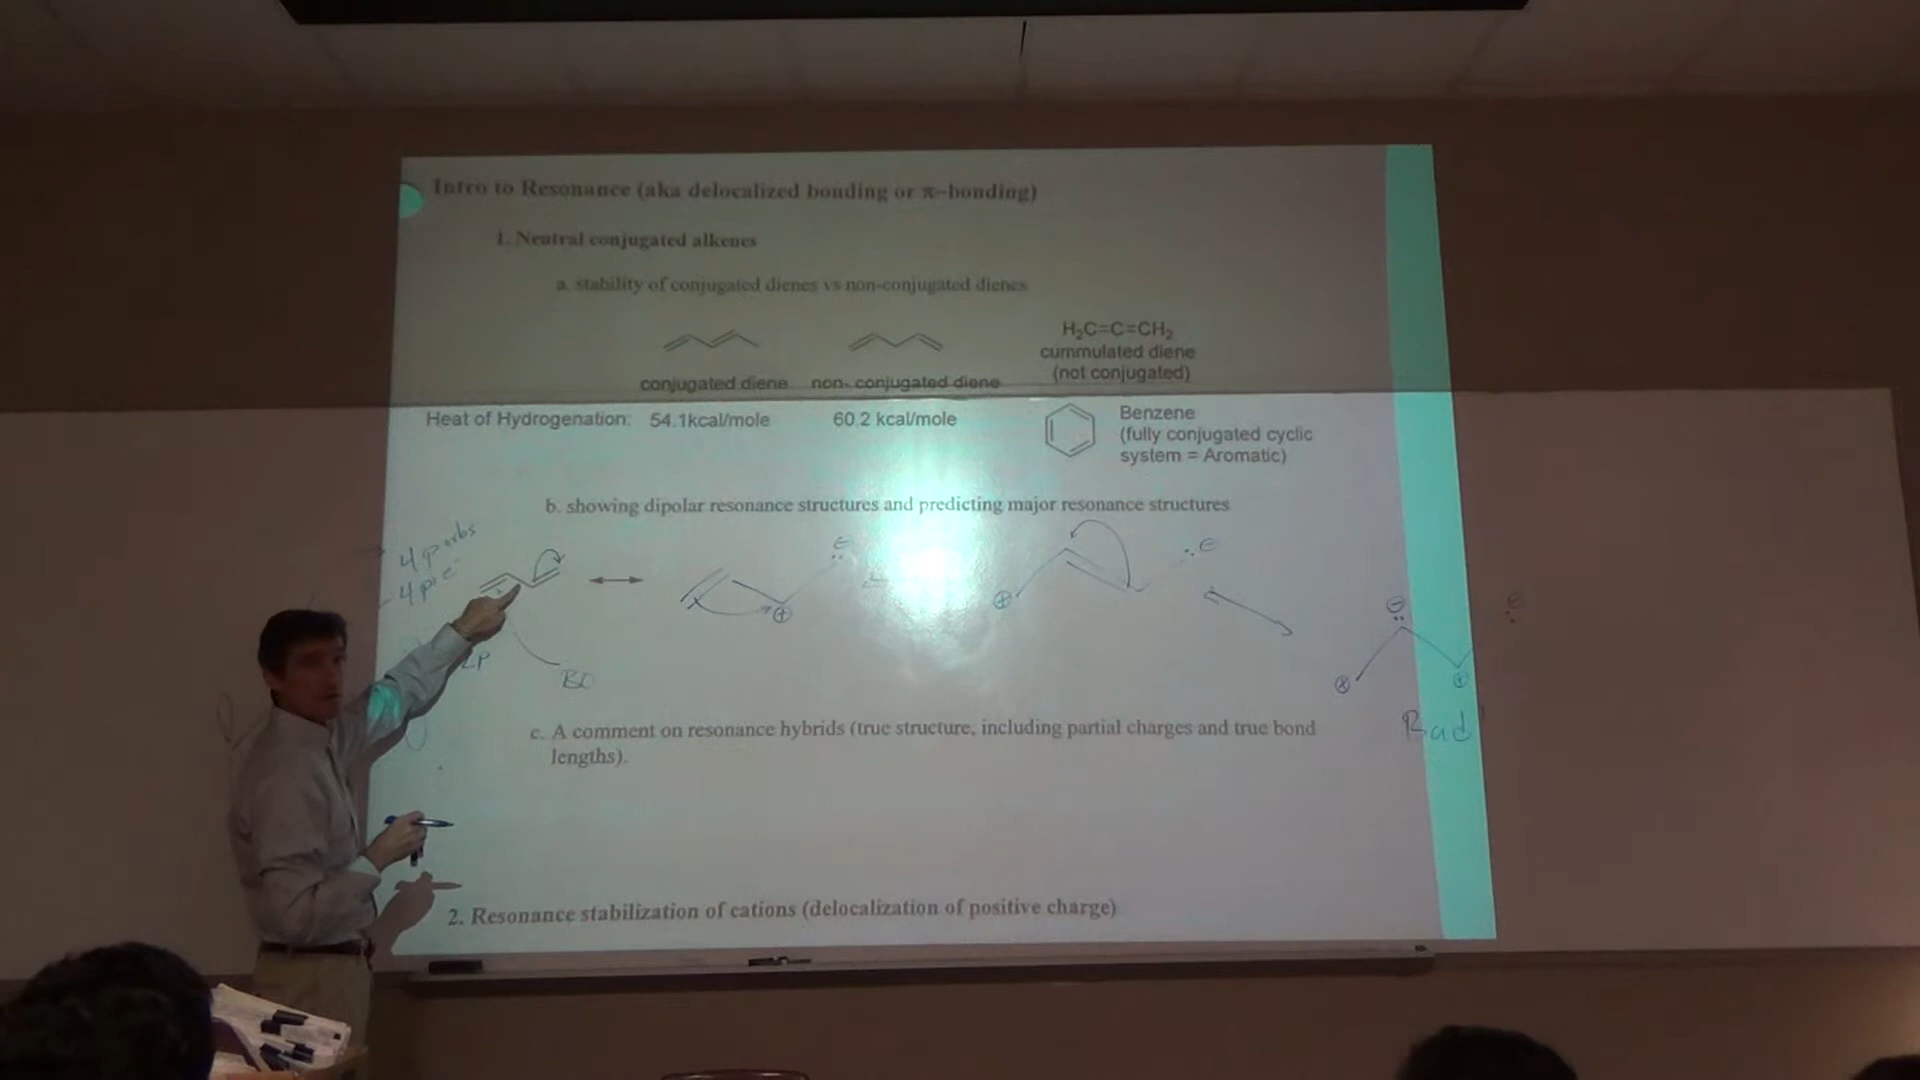 Intro to Resonance (aka delocalized bonding or π-bonding)
1. Neutral conjugated alkenes
a. stability of conjugated dienes vs non-conjugated dienes
H₂C=C=CH₂
cummulated diene
(not conjugated)
conjugated diene
non-conjugated diene
Heat of Hydrogenation: 54.1kcal/mole 60.2 kcal/mole
Benzene
(fully conjugated cyclic
system = Aromatic)
b. showing dipolar resonance structures and predicting major resonance structures
4 p orbs
4 p e⁻
Bad
c. A comment on resonance hybrids (true structure, including partial charges and true bond
lengths).
2. Resonance stabilization of cations (delocalization of positive charge)